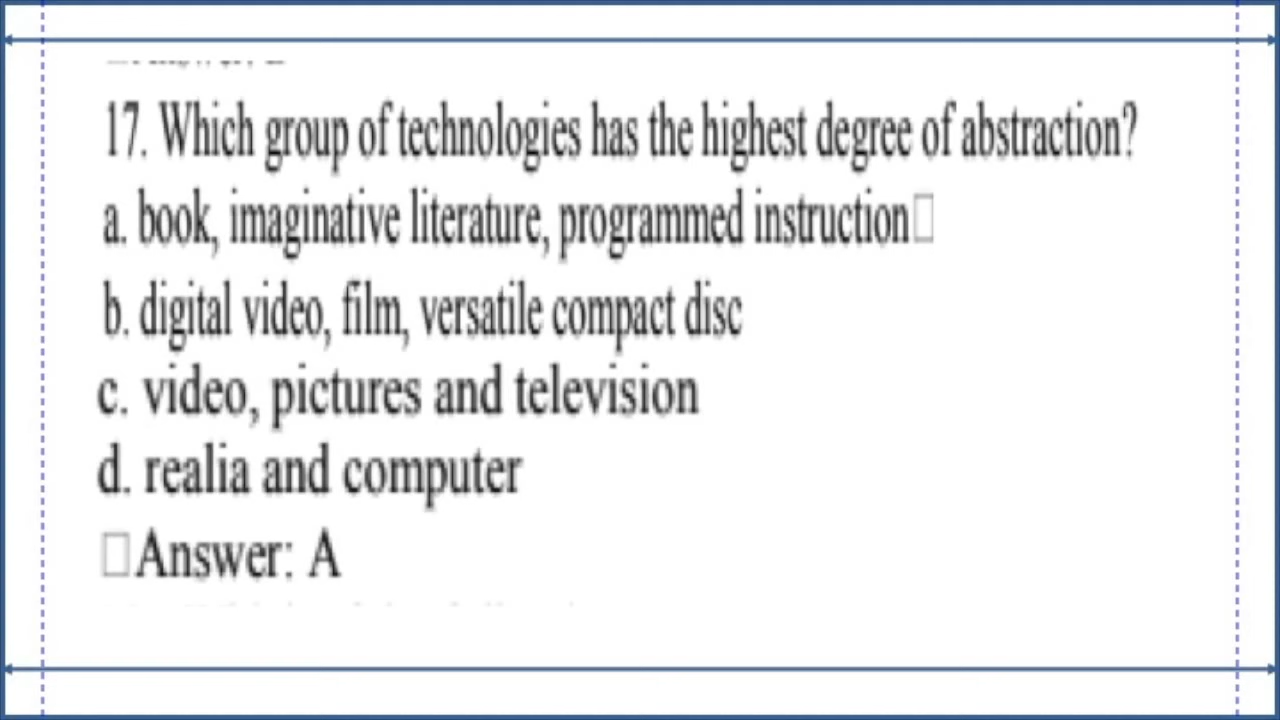 17. Which group of technologies has the highest degree of abstraction?
a. book, imaginative literature, programmed instruction
b. digital video, film, versatile compact disc
c. video, pictures and television
d. realia and computer
Answer: A